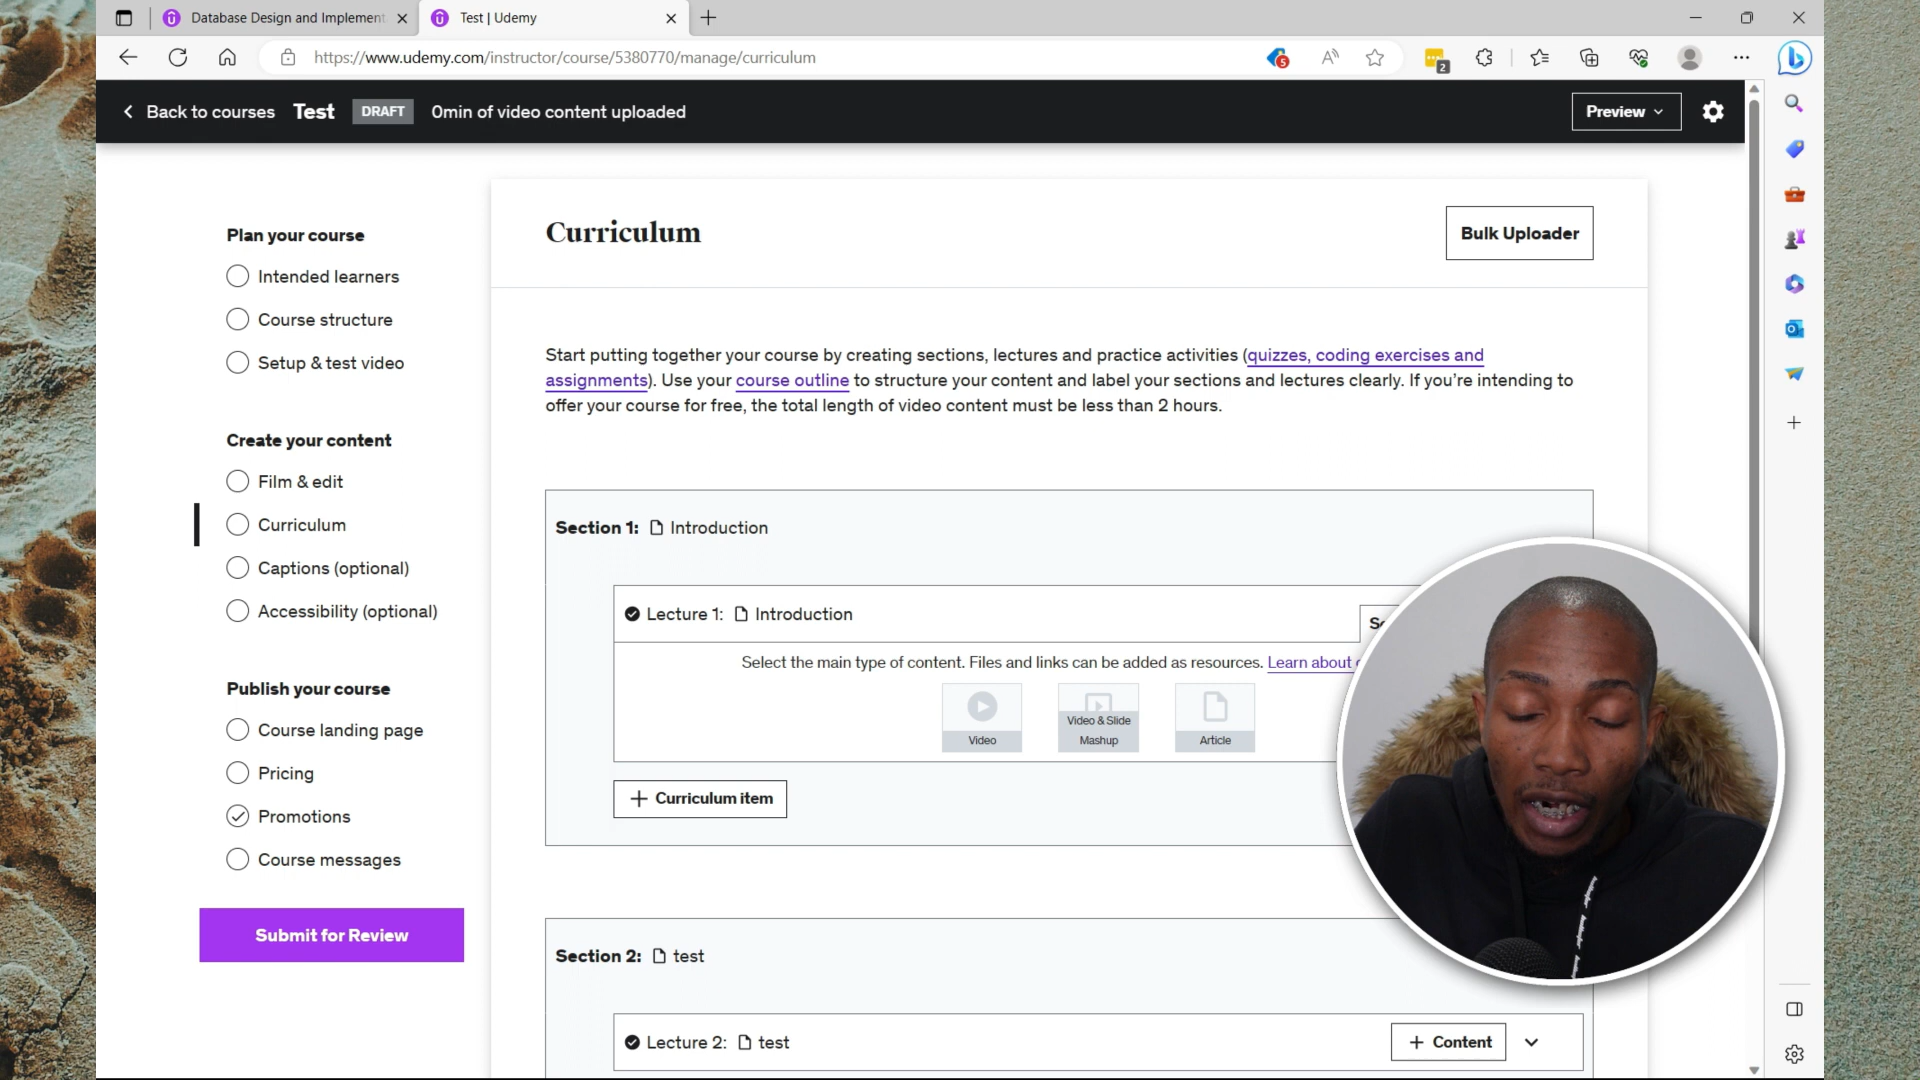 Database Design and Implement
Test | Udemy
https://www.udemy.com/instructor/course/5380770/manage/curriculum
5
2
Back to courses
Test
DRAFT
0min of video content uploaded
Preview
Plan your course
Intended learners
Course structure
Setup & test video
Create your content
Film & edit
Curriculum
Captions (optional)
Accessibility (optional)
Publish your course
Course landing page
Pricing
Promotions
Course messages
Submit for Review
Curriculum
Bulk Uploader
Start putting together your course by creating sections, lectures and practice activities (quizzes, coding exercises and
assignments). Use your course outline to structure your content and label your sections and lectures clearly. If you're intending to
offer your course for free, the total length of video content must be less than 2 hours.
Section 1: Introduction
Lecture 1: Introduction
Select the main type of content. Files and links can be added as resources. Learn about
Video
Video & Slide
Mashup
Article
+ Curriculum item
Section 2: test
Lecture 2: test
+ Content